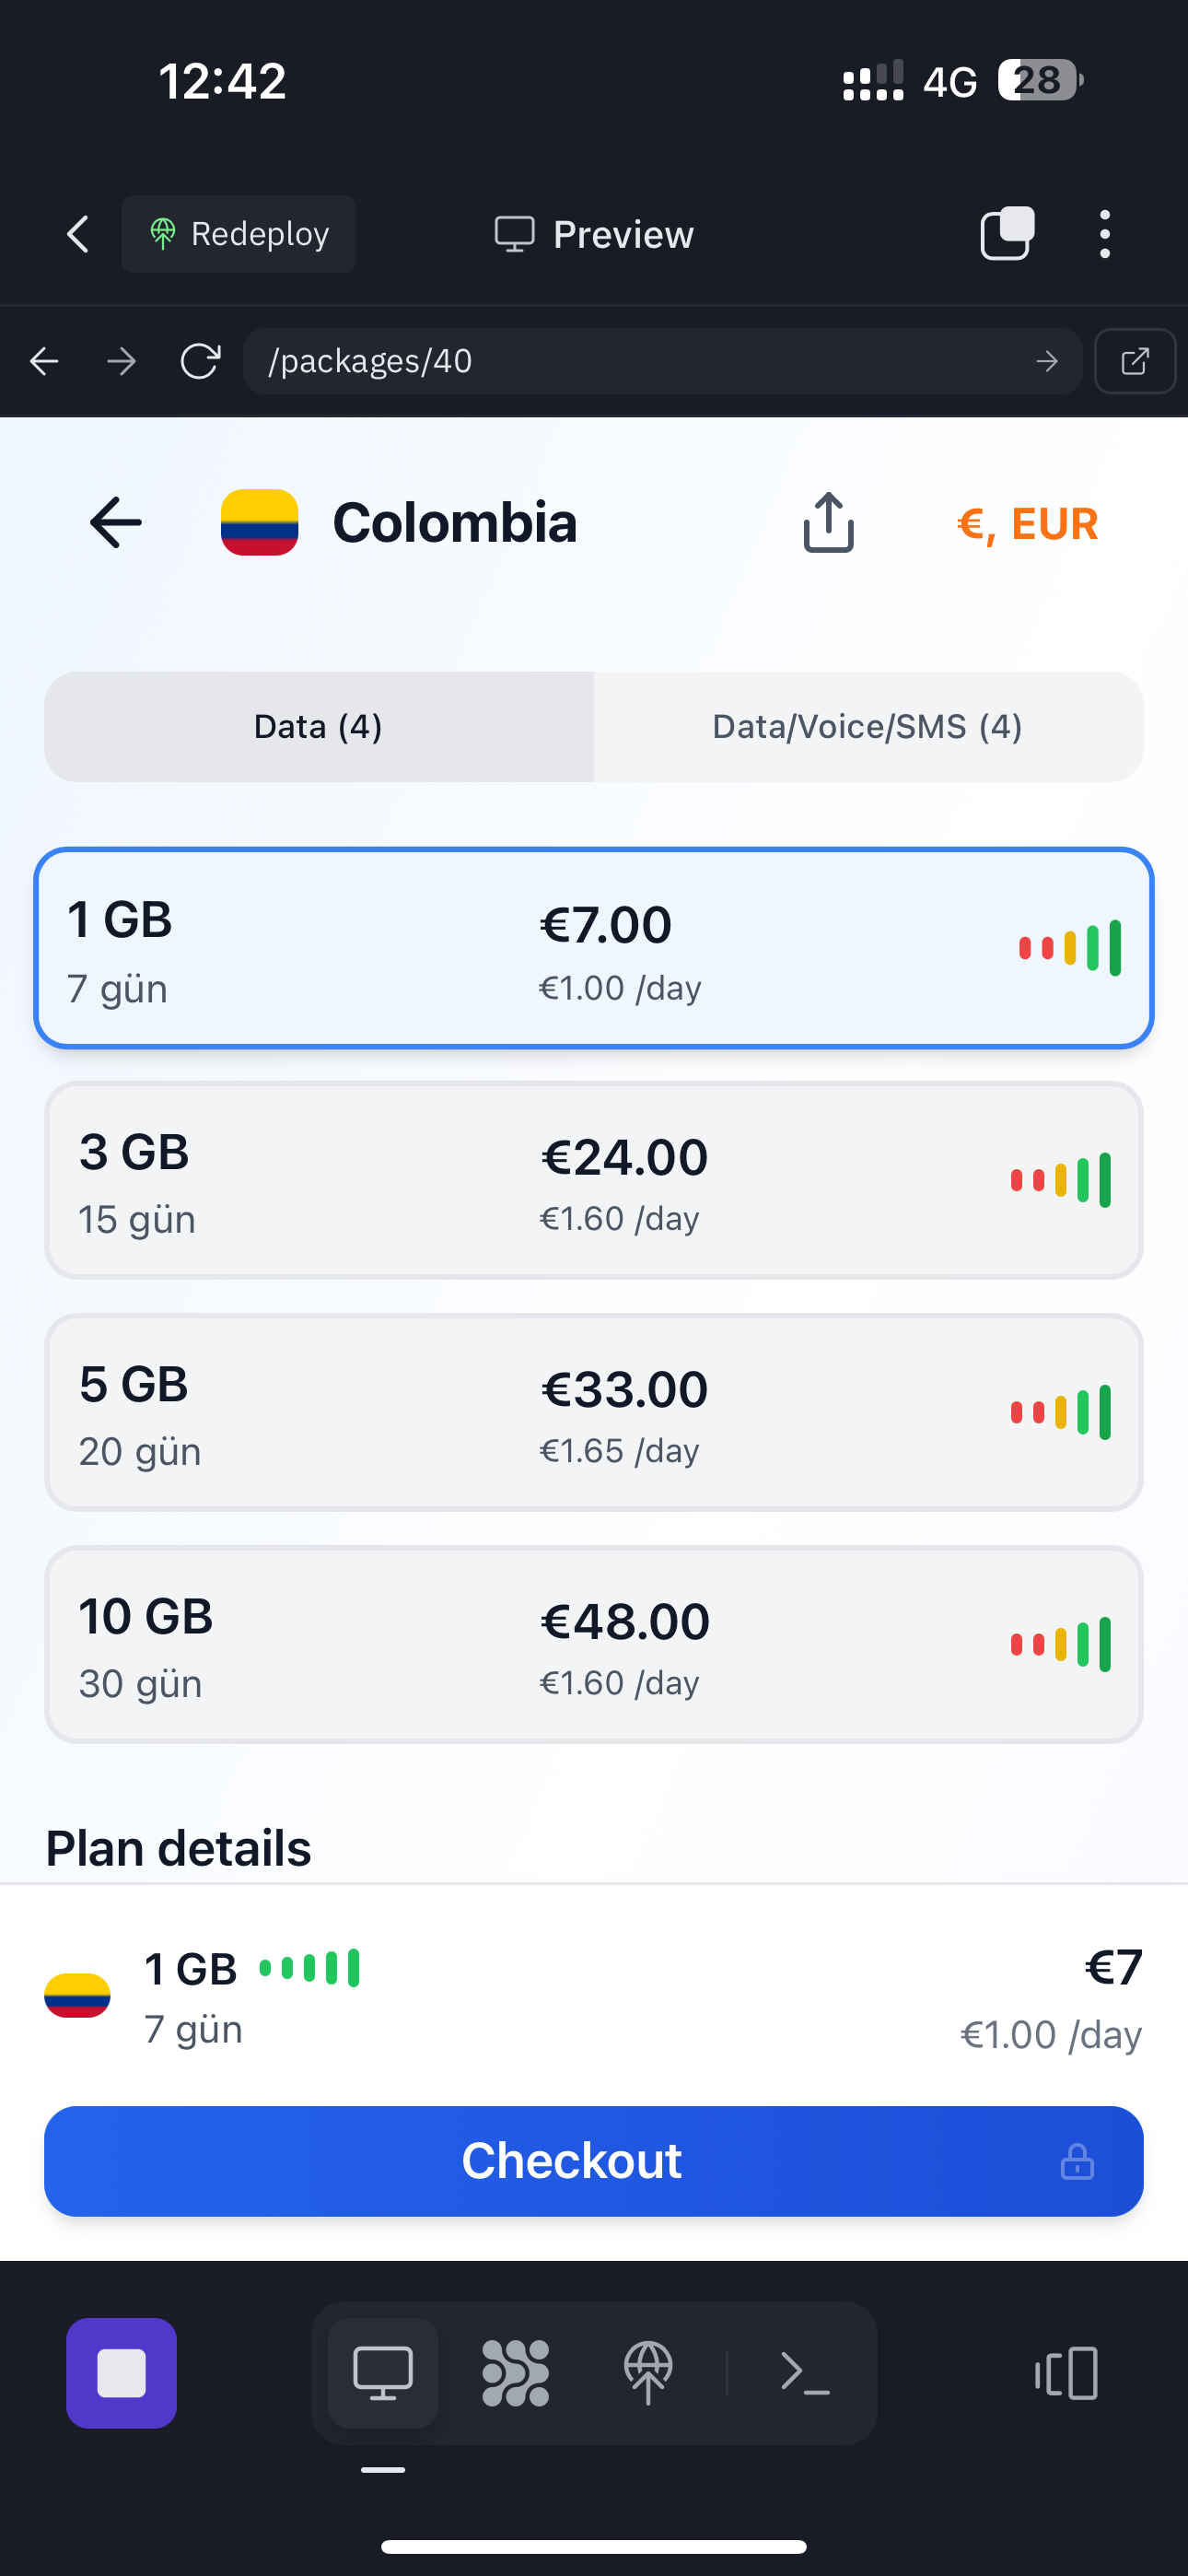 12:42
4G 28
Redeploy
Preview
/packages/40
Colombia
€, EUR
Data (4)
Data/Voice/SMS (4)
1 GB
€7.00
7 gün
€1.00 /day
3 GB
€24.00
15 gün
€1.60 /day
5 GB
€33.00
20 gün
€1.65 /day
10 GB
€48.00
30 gün
€1.60 /day
Plan details
1 GB
€7
7 gün
€1.00 /day
Checkout